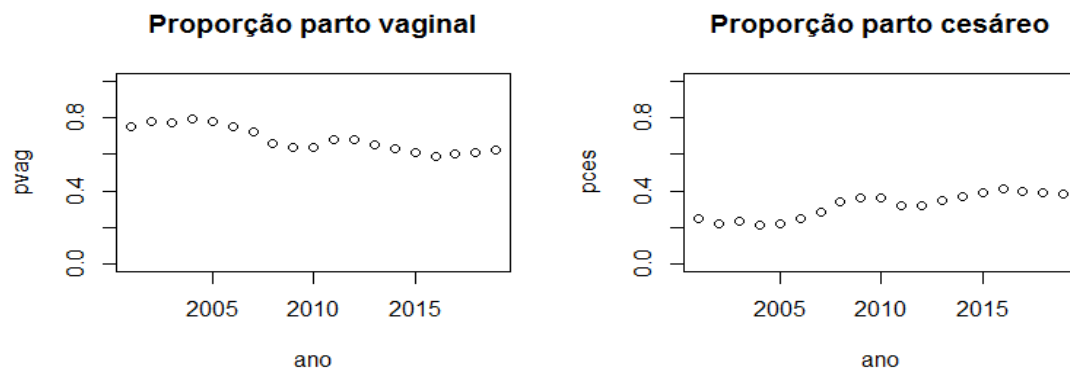 Proporção parto vaginal
pvag
0.8
0.4
0.0
2005 2010 2015
ano
Proporção parto cesáreo
pces
0.8
0.4
0.0
2005 2010 2015
ano